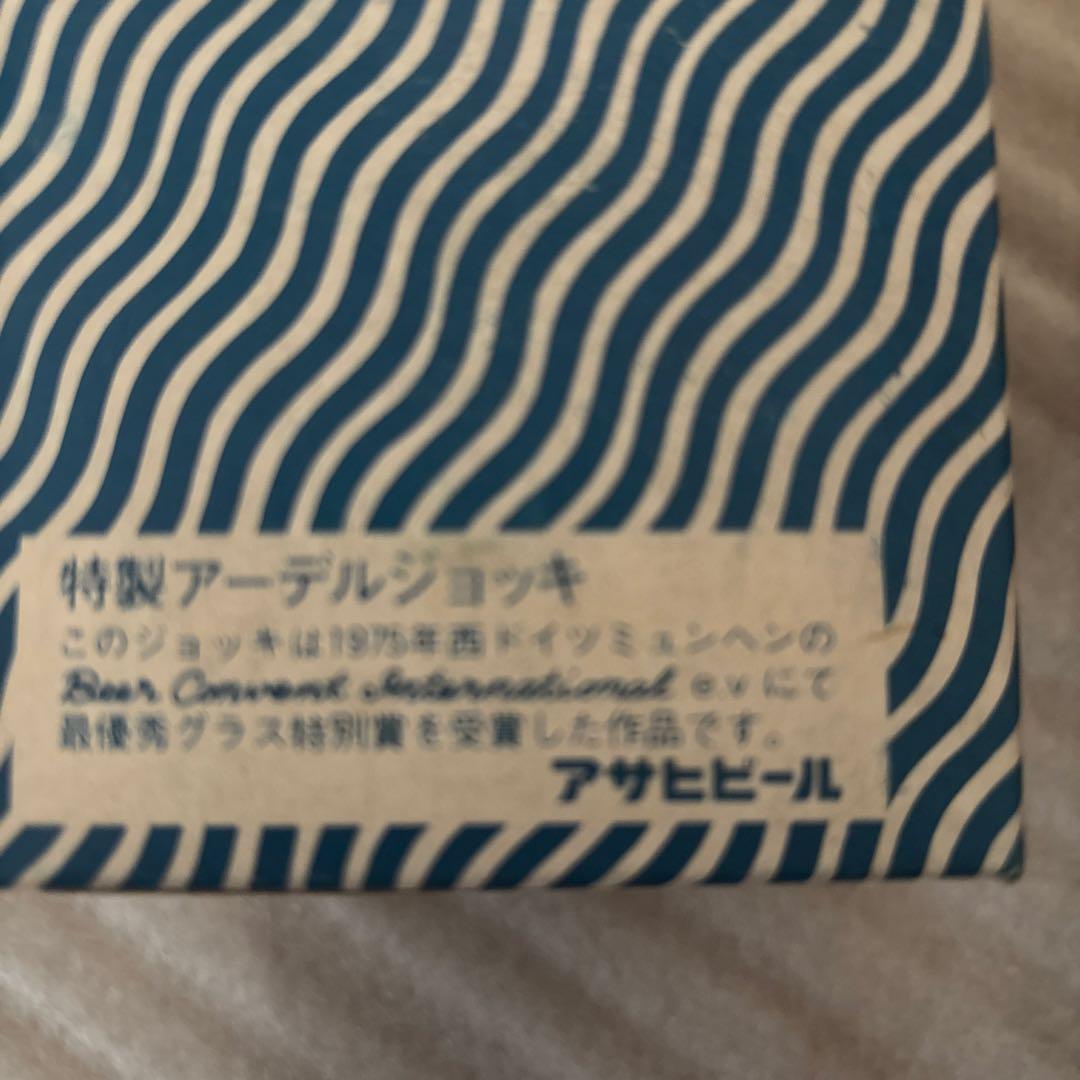 特製アーデルジョッキ
このジョッキは1975年西ドイツミュンヘンの
Beer Convent International e.vにて
最優秀グラス特別賞を受賞した作品です。
アサヒビール